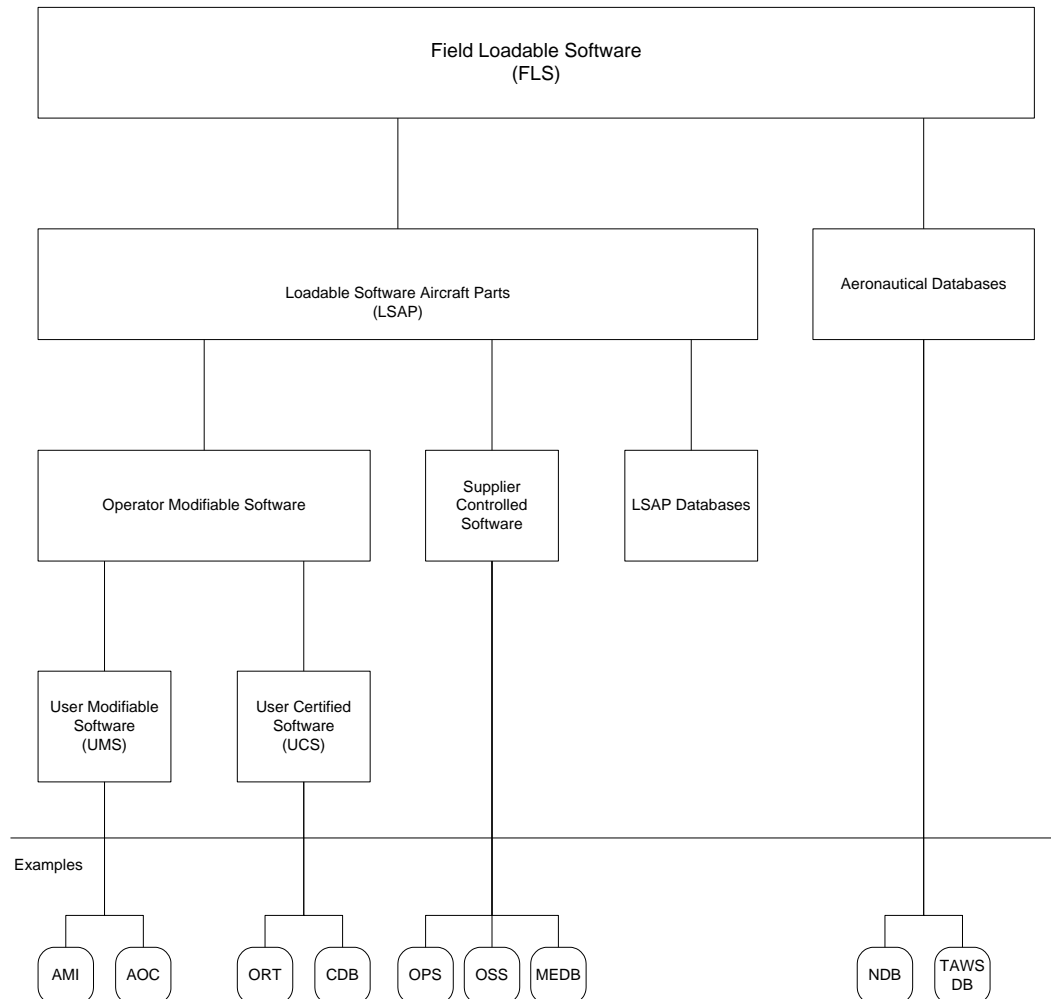 Field Loadable Software
(FLS)
Loadable Software Aircraft Parts
(LSAP)
Aeronautical Databases
Operator Modifiable Software
Supplier
Controlled
Software
LSAP Databases
User Modifiable
Software
(UMS)
User Certified
Software
(UCS)
Examples
AMI
AOC
ORT
CDB
OPS
OSS
MEDB
NDB
TAWS
DB